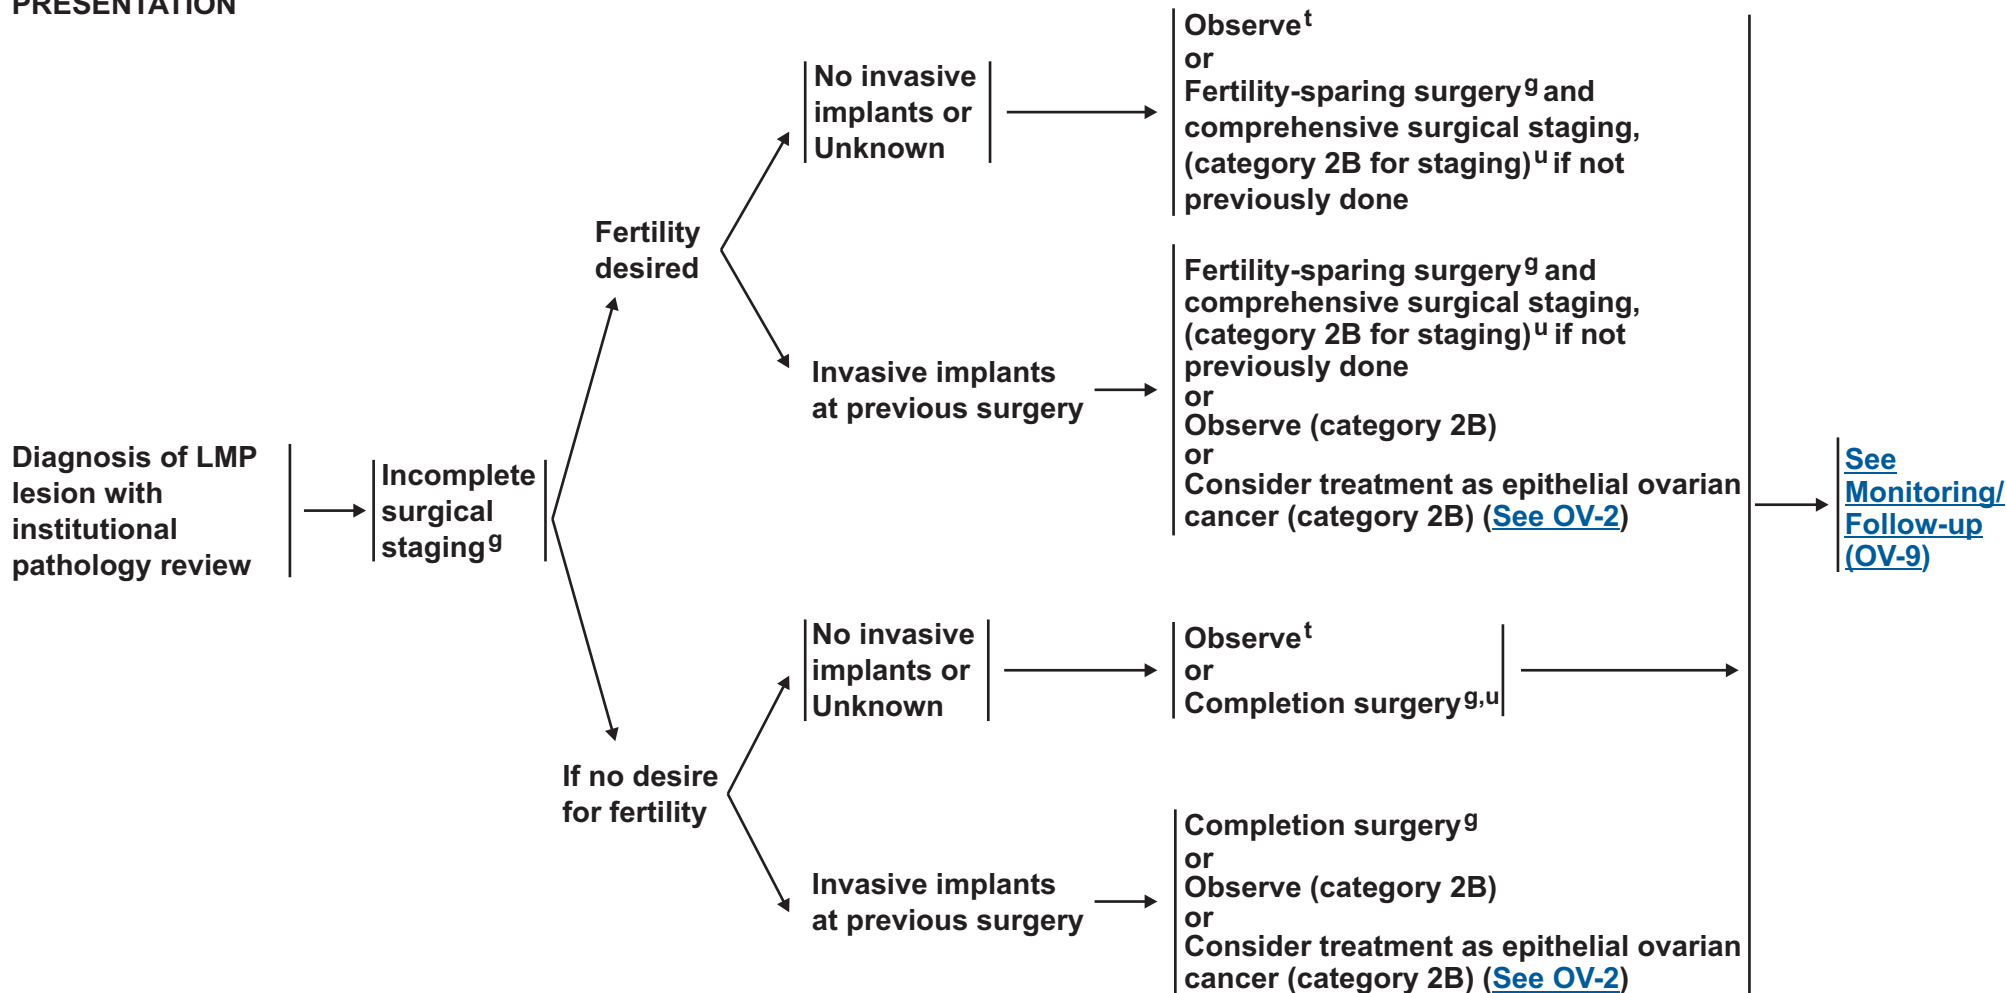 PRESENTATION
Diagnosis of LMP
lesion with
institutional
pathology review
Incomplete
surgical
staging g
Fertility
desired
No invasive
implants or
Unknown
Observe t
or
Fertility-sparing surgery g and
comprehensive surgical staging,
(category 2B for staging) u if not
previously done
Invasive implants
at previous surgery
Fertility-sparing surgery g and
comprehensive surgical staging,
(category 2B for staging) u if not
previously done
or
Observe (category 2B)
or
Consider treatment as epithelial ovarian
cancer (category 2B) (See OV-2)
If no desire
for fertility
No invasive
implants or
Unknown
Observe t
or
Completion surgery g,u
Invasive implants
at previous surgery
Completion surgery g
or
Observe (category 2B)
or
Consider treatment as epithelial ovarian
cancer (category 2B) (See OV-2)
See
Monitoring/
Follow-up
(OV-9)